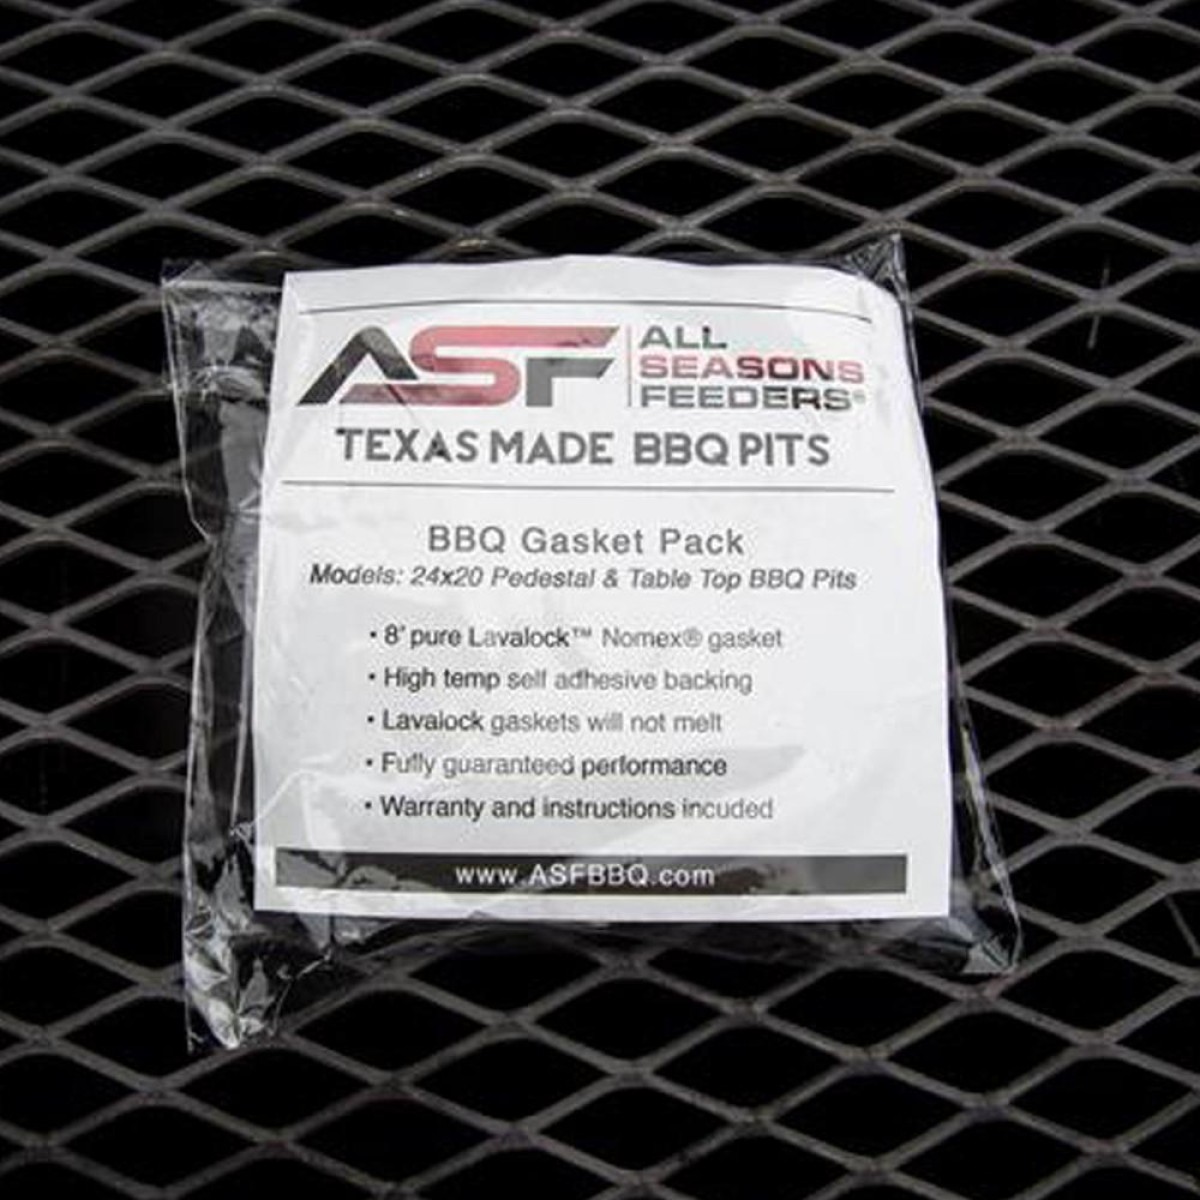 ASF
ALL
SEASONS
FEEDERS®
TEXAS MADE BBQ PITS
BBQ Gasket Pack
Models: 24x20 Pedestal & Table Top BBQ Pits
• 8' pure Lavalock™ Nomex® gasket
• High temp self adhesive backing
• Lavalock gaskets will not melt
• Fully guaranteed performance
• Warranty and instructions incuded
www.ASFBBQ.com